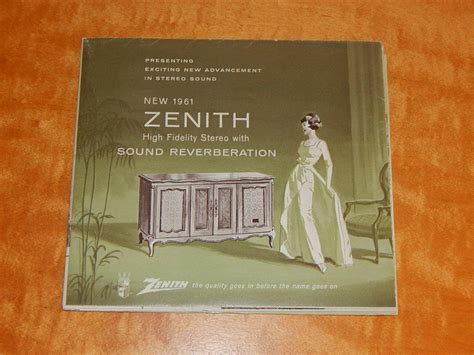 PRESENTING
EXCITING NEW ADVANCEMENT
IN STEREO SOUND
NEW 1961
ZENITH
High Fidelity Stereo with
SOUND REVERBERATION
ZENITH the quality goes in before the name goes on